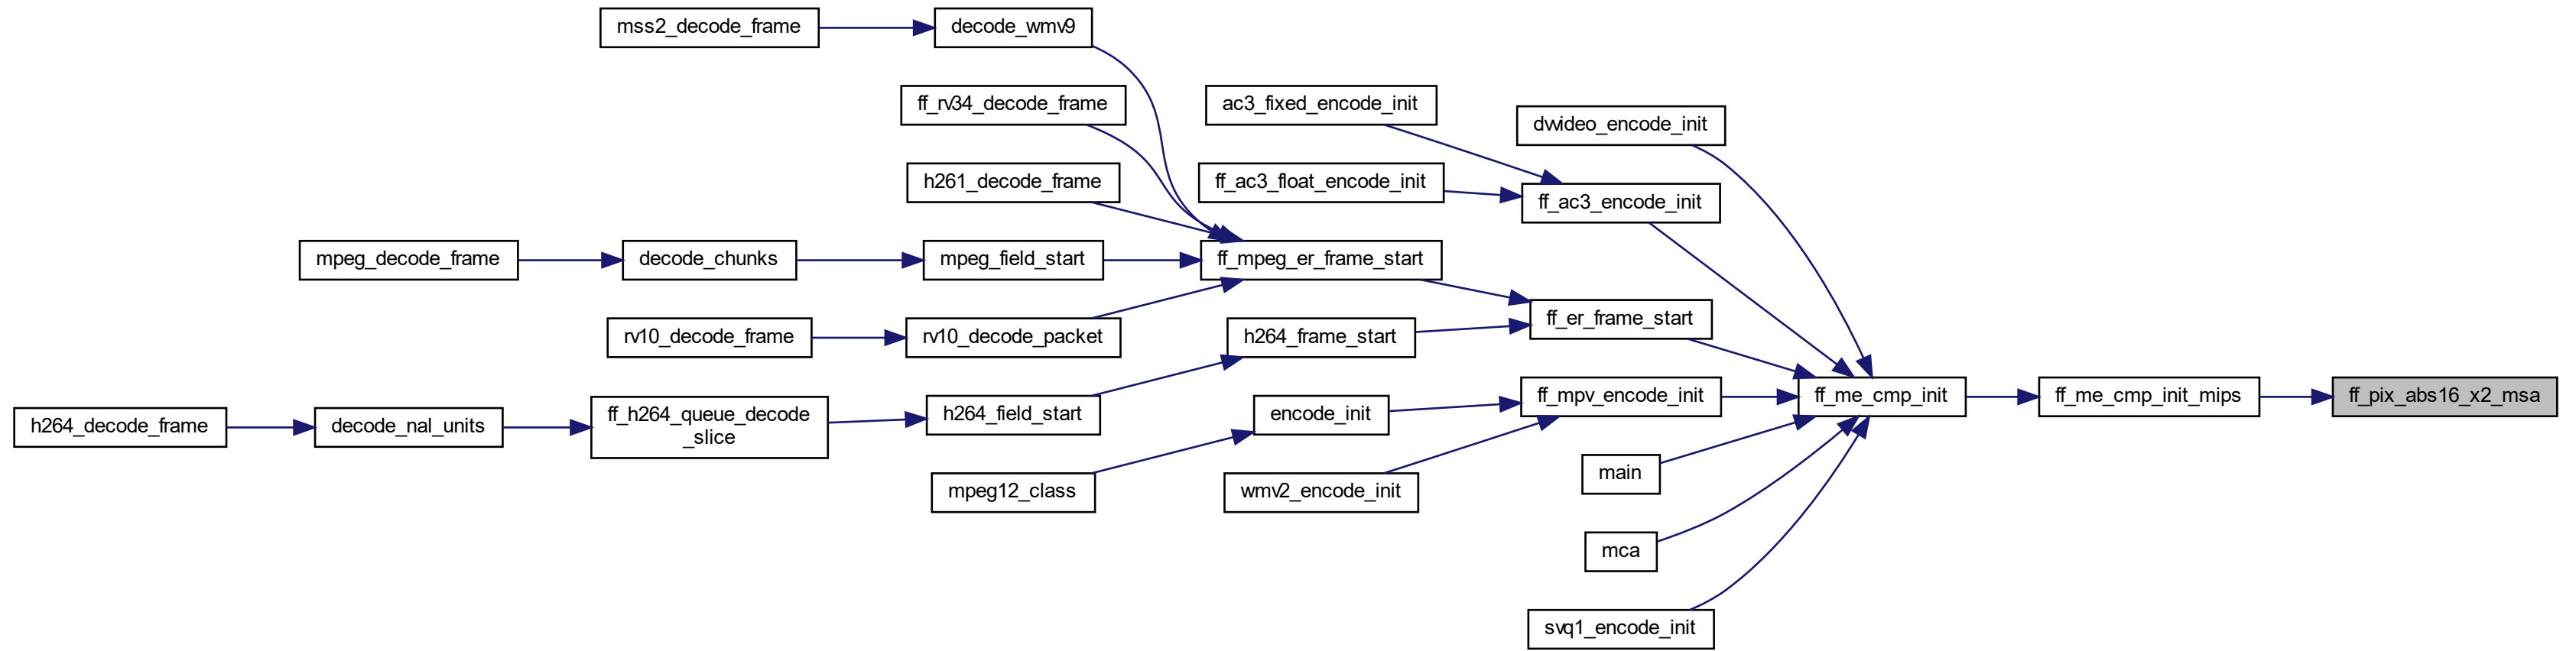 mss2_decode_frame
decode_wmv9
ff_rv34_decode_frame
ac3_fixed_encode_init
dvvideo_encode_init
h261_decode_frame
ff_ac3_float_encode_init
ff_ac3_encode_init
mpeg_decode_frame
decode_chunks
mpeg_field_start
ff_mpeg_er_frame_start
rv10_decode_frame
rv10_decode_packet
h264_frame_start
ff_er_frame_start
h264_decode_frame
decode_nal_units
ff_h264_queue_decode
_slice
h264_field_start
encode_init
ff_mpv_encode_init
ff_me_cmp_init
ff_me_cmp_init_mips
ff_pix_abs16_x2_msa
mpeg12_class
wmv2_encode_init
main
mca
svq1_encode_init